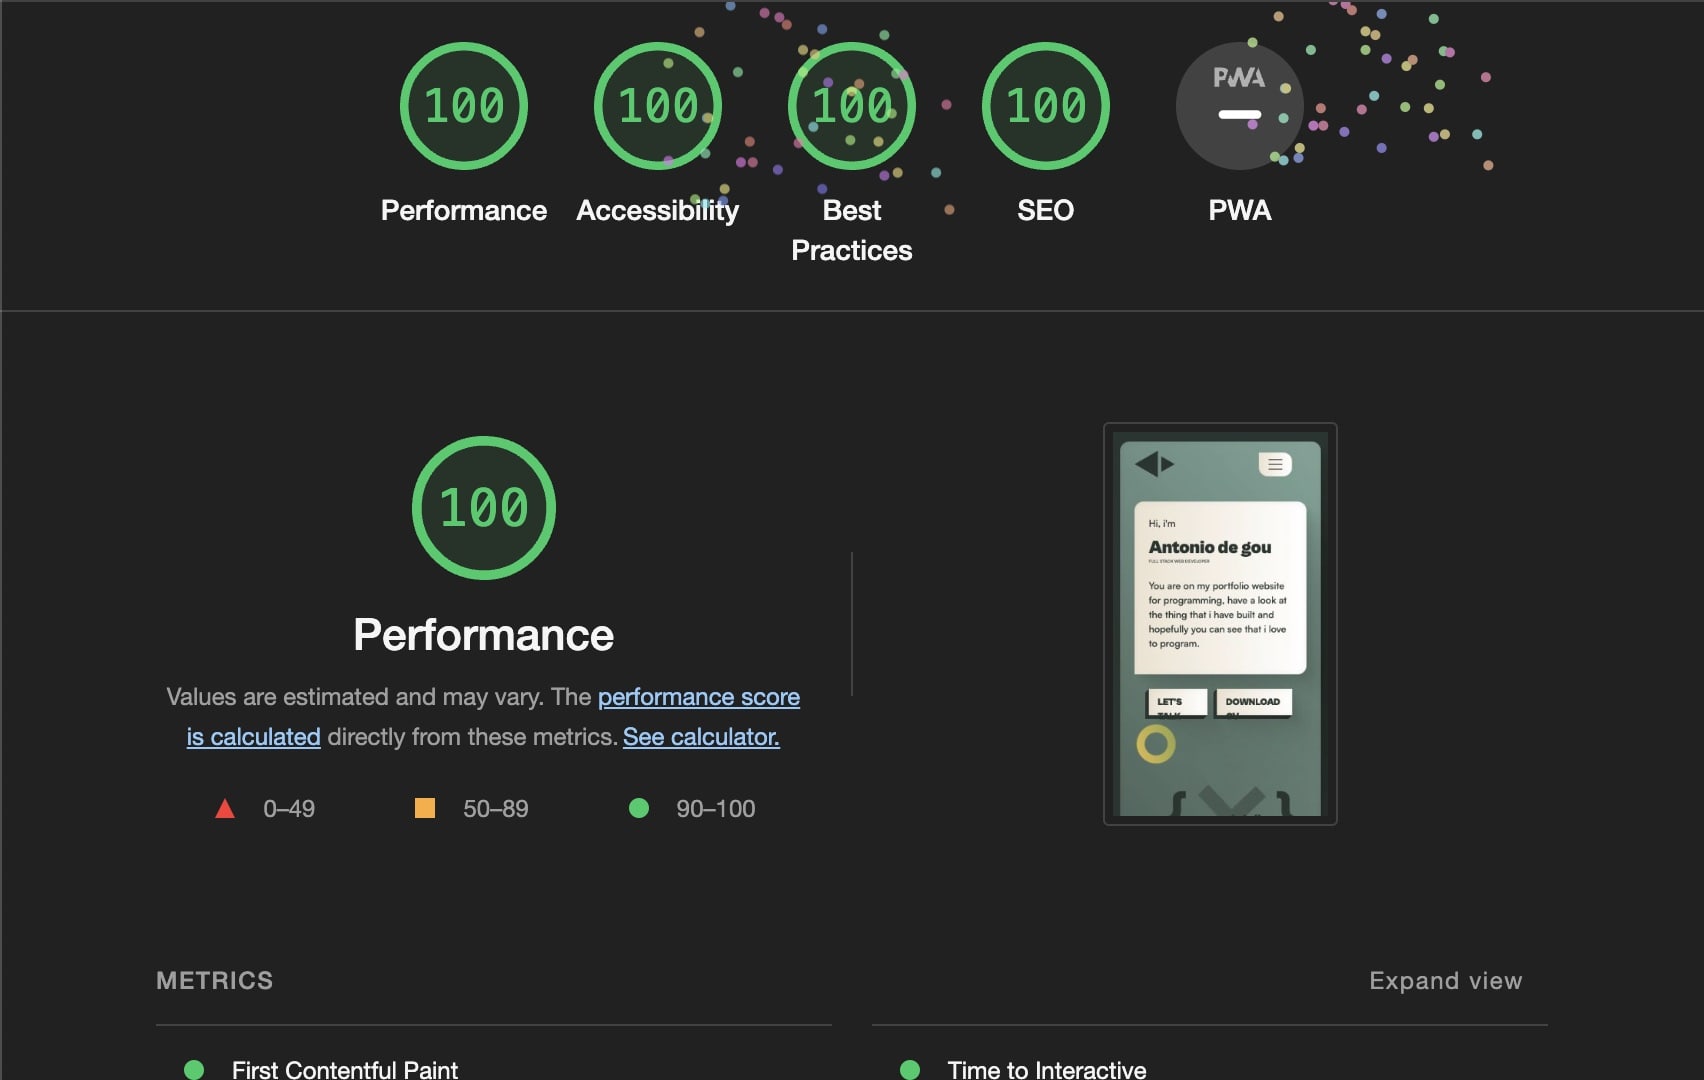 100
100
100
100
PWA
Performance
Accessibility
Best
Practices
SEO
PWA
100
Performance
Values are estimated and may vary. The performance score
is calculated directly from these metrics. See calculator.
0–49
50–89
90–100
Hi, i'm
Antonio de gou
FULL STACK WEB DEVELOPER
You are on my portfolio website
for programming, have a look at
the thing that i have built and
hopefully you can see that i love
to program.
LET'S
TALK
DOWNLOAD
CV
METRICS
Expand view
First Contentful Paint
Time to Interactive